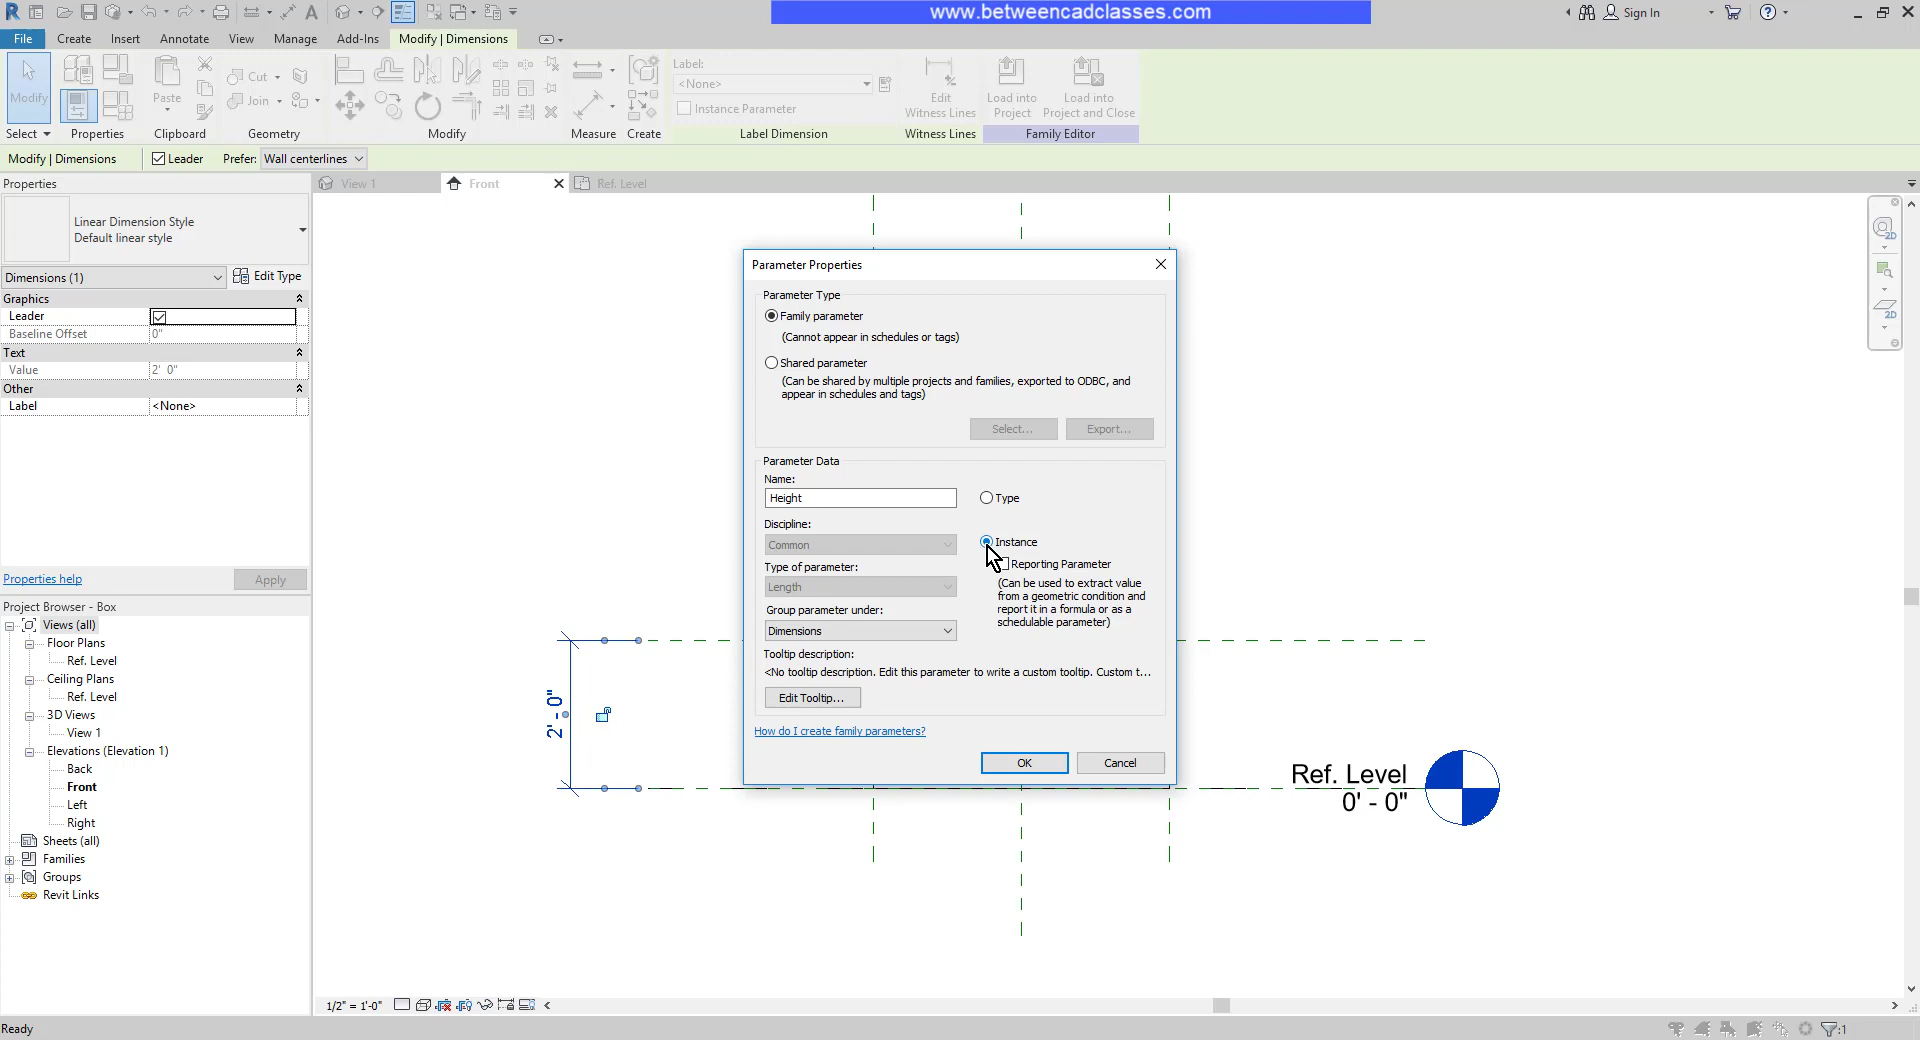 www.betweencadclasses.com
Sign In
File Create Insert Annotate View Manage Add-Ins Modify | Dimensions
Modify
Select
Properties
Paste
Clipboard
Cut
Join
Geometry
Modify
Measure
Create
Label:
<None>
Instance Parameter
Label Dimension
Edit
Witness Lines
Witness Lines
Load into
Project
Load into
Project and Close
Family Editor
Modify | Dimensions Leader Prefer: Wall centerlines
Properties
View 1 Front Ref. Level
Linear Dimension Style
Default linear style
Dimensions (1) Edit Type
Graphics
Leader
Baseline Offset 0"
Text
Value 2' 0"
Other
Label <None>
Properties help Apply
Project Browser - Box
Views (all)
Floor Plans
Ref. Level
Ceiling Plans
Ref. Level
3D Views
View 1
Elevations (Elevation 1)
Back
Front
Left
Right
Sheets (all)
Families
Groups
Revit Links
Parameter Properties
Parameter Type
Family parameter
(Cannot appear in schedules or tags)
Shared parameter
(Can be shared by multiple projects and families, exported to ODBC, and
appear in schedules and tags)
Select... Export...
Parameter Data
Name:
Height
Type
Discipline:
Common
Instance
Type of parameter:
Reporting Parameter
Length
(Can be used to extract value
from a geometric condition and
report it in a formula or as a
schedulable parameter)
Group parameter under:
Dimensions
Tooltip description:
<No tooltip description. Edit this parameter to write a custom tooltip. Custom t...
Edit Tooltip...
How do I create family parameters?
OK Cancel
2' - 0"
Ref. Level
0' - 0"
2D
2D
1/2" = 1'-0"
Ready
:1